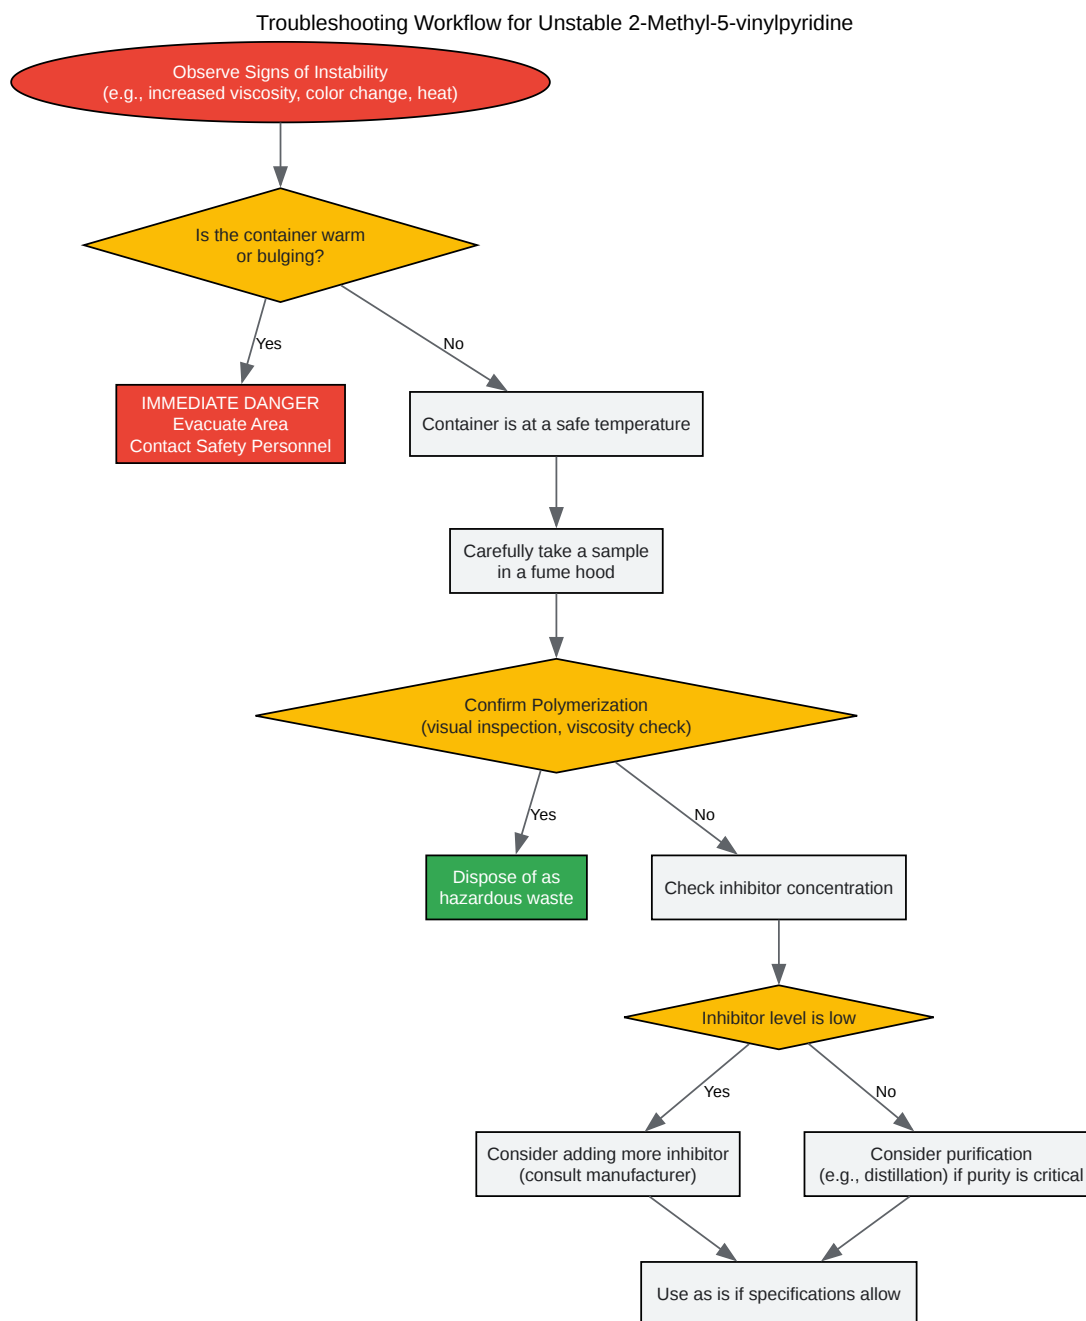 Troubleshooting Workflow for Unstable 2-Methyl-5-vinylpyridine
Observe Signs of Instability
(e.g., increased viscosity, color change, heat)
Is the container warm
or bulging?
Yes
No
IMMEDIATE DANGER
Evacuate Area
Contact Safety Personnel
Container is at a safe temperature
Carefully take a sample
in a fume hood
Confirm Polymerization
(visual inspection, viscosity check)
Yes
No
Dispose of as
hazardous waste
Check inhibitor concentration
Inhibitor level is low
Yes
No
Consider adding more inhibitor
(consult manufacturer)
Consider purification
(e.g., distillation) if purity is critical
Use as is if specifications allow